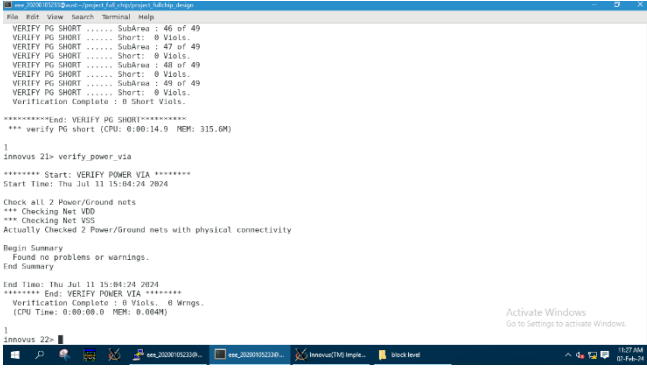 eee_20200105233@aust:~/project_full_chip/project_fullchip_design
File Edit View Search Terminal Help
VERIFY PG SHORT ...... SubArea : 46 of 49
VERIFY PG SHORT ...... Short: 0 Viols.
VERIFY PG SHORT ...... SubArea : 47 of 49
VERIFY PG SHORT ...... Short: 0 Viols.
VERIFY PG SHORT ...... SubArea : 48 of 49
VERIFY PG SHORT ...... Short: 0 Viols.
VERIFY PG SHORT ...... SubArea : 49 of 49
VERIFY PG SHORT ...... Short: 0 Viols.
Verification Complete : 0 Short Viols.
**********End: VERIFY PG SHORT**********
*** verify PG short (CPU: 0:00:14.9 MEM: 315.6M)
1
innovus 21> verify_power_via
******** Start: VERIFY POWER VIA ********
Start Time: Thu Jul 11 15:04:24 2024
Check all 2 Power/Ground nets
*** Checking Net VDD
*** Checking Net VSS
Actually Checked 2 Power/Ground nets with physical connectivity
Begin Summary
Found no problems or warnings.
End Summary
End Time: Thu Jul 11 15:04:24 2024
******** End: VERIFY POWER VIA ********
Verification Complete : 0 Viols. 0 Wrngs.
(CPU Time: 0:00:00.0 MEM: 0.004M)
1
innovus 22>
Activate Windows
Go to Settings to activate Windows.
eee_20200105233@...
eee_20200105233@...
Innovus(TM) Imple...
block level
11:27 AM
02-Feb-24